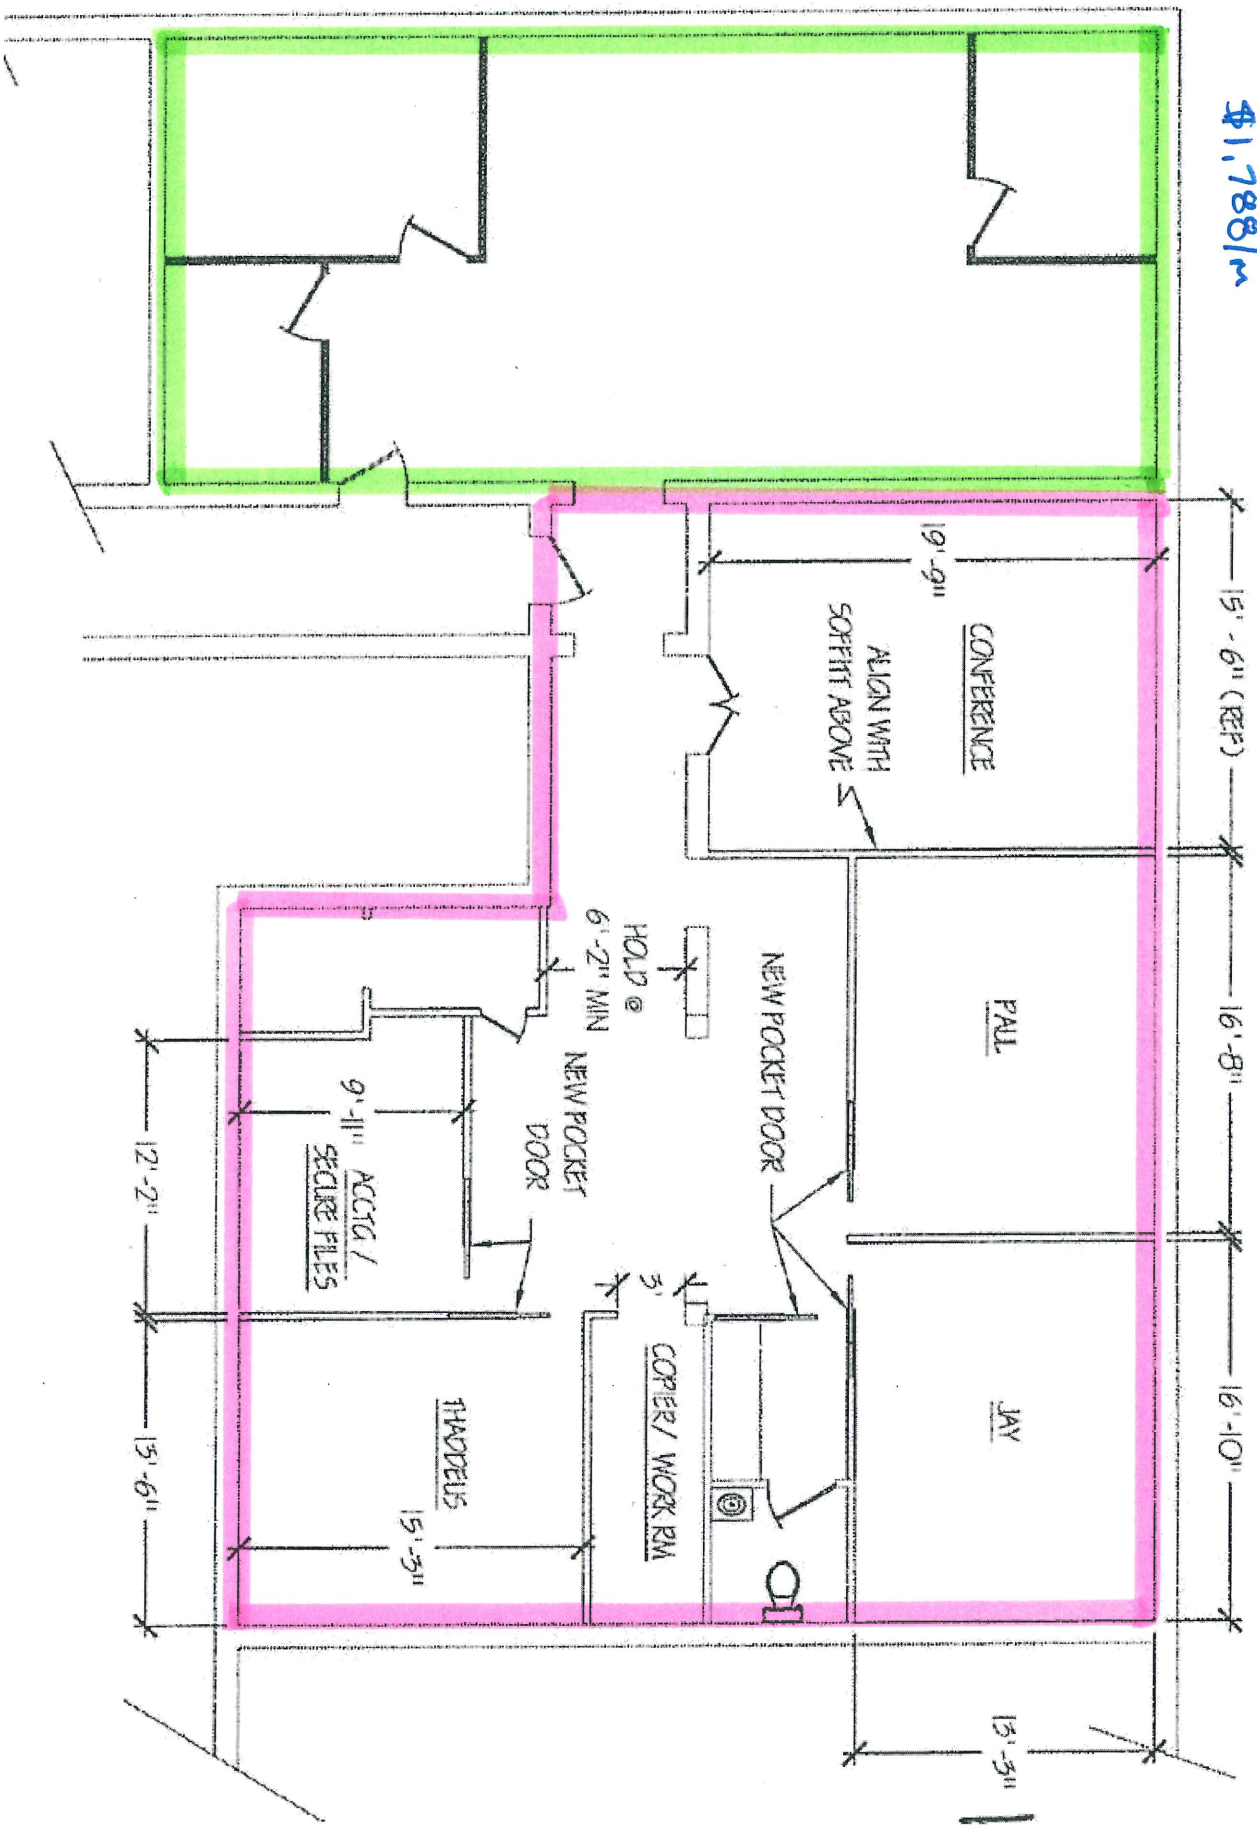 $1,788/m
15'-6" (REF)
16'-8"
16'-10"
13'-3"
CONFERENCE
PAUL
JAY
19'-9"
ALIGN WITH
SOFFIT ABOVE
NEW POCKET DOOR
COPIER / WORK RM
3'
HOLD @
6'-2" MIN
NEW POCKET
DOOR
THADDEUS
15'-3"
9'-11"
ACCTG /
SECURE FILES
12'-2"
13'-6"